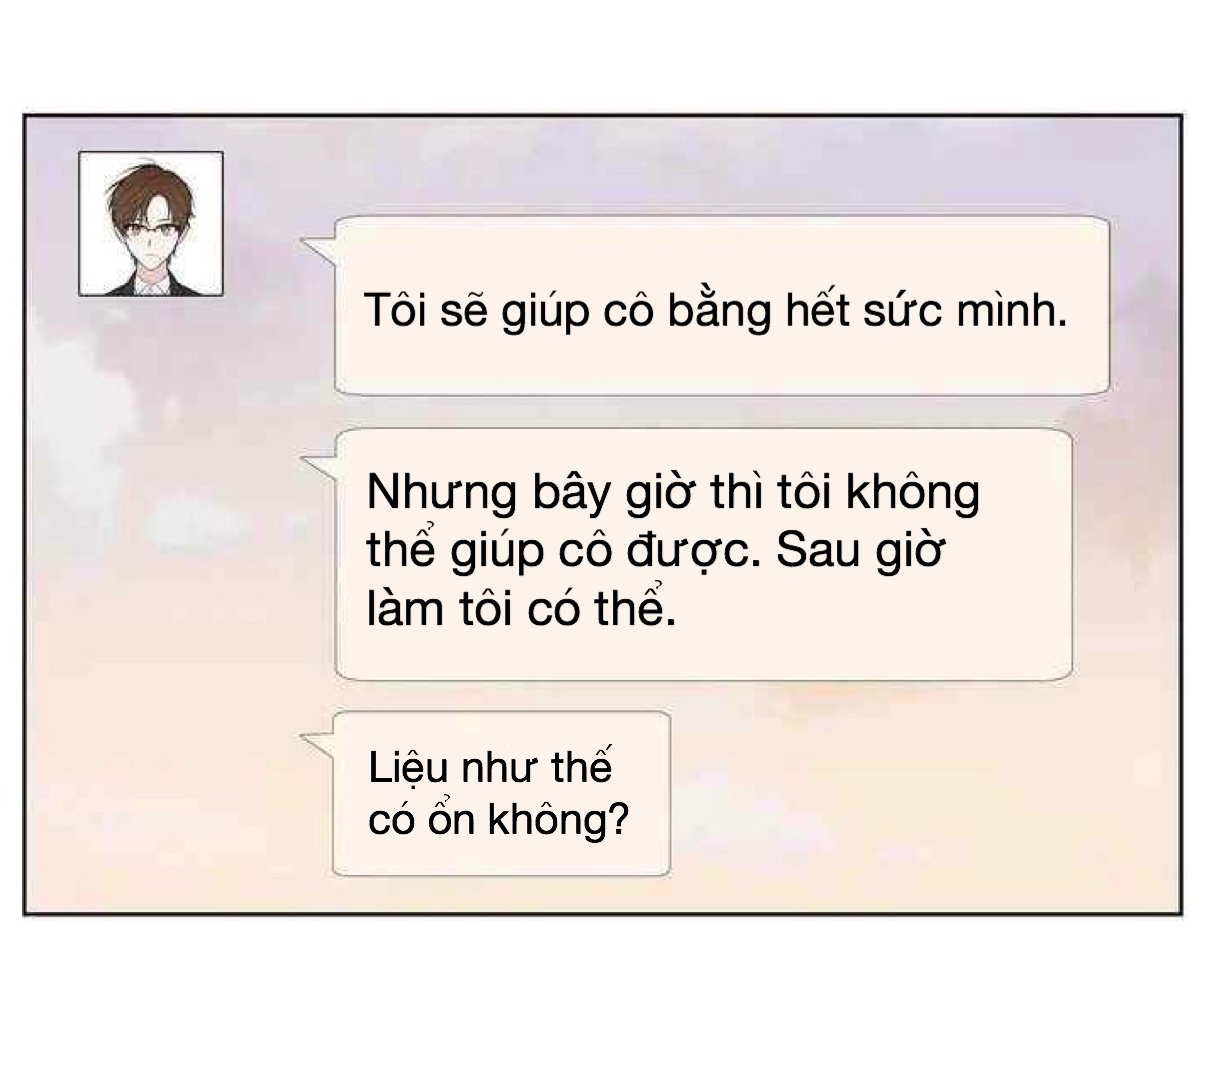 Tôi sẽ giúp cô bằng hết sức mình.
Nhưng bây giờ thì tôi không
thể giúp cô được. Sau giờ
làm tôi có thể.
Liệu như thế
có ổn không?